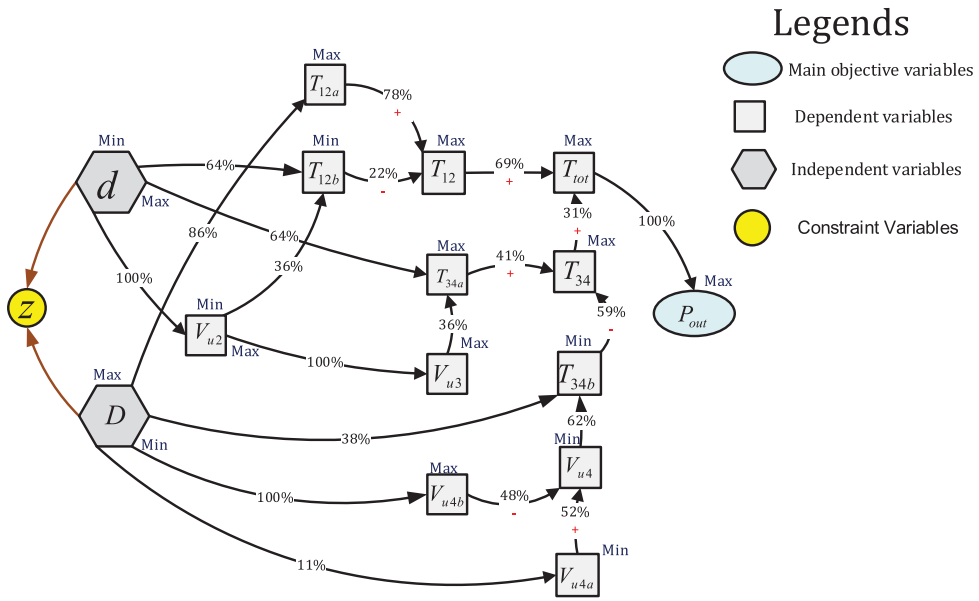 Legends
Main objective variables
Dependent variables
Independent variables
Constraint Variables
Max
T12a
78%
+
Min
d
Max
64%
Min
T12b
22%
-
Max
T12
69%
+
Max
Ttot
100%
86%
64%
31%
+
Max
T34a
41%
+
Max
T34
100%
36%
z
Min
Vu2
Max
36%
59%
-
Max
Pout
100%
Max
Vu3
Min
T34b
Max
D
Min
38%
62%
Min
Vu4
100%
Max
Vu4b
48%
-
52%
+
11%
Min
Vu4a